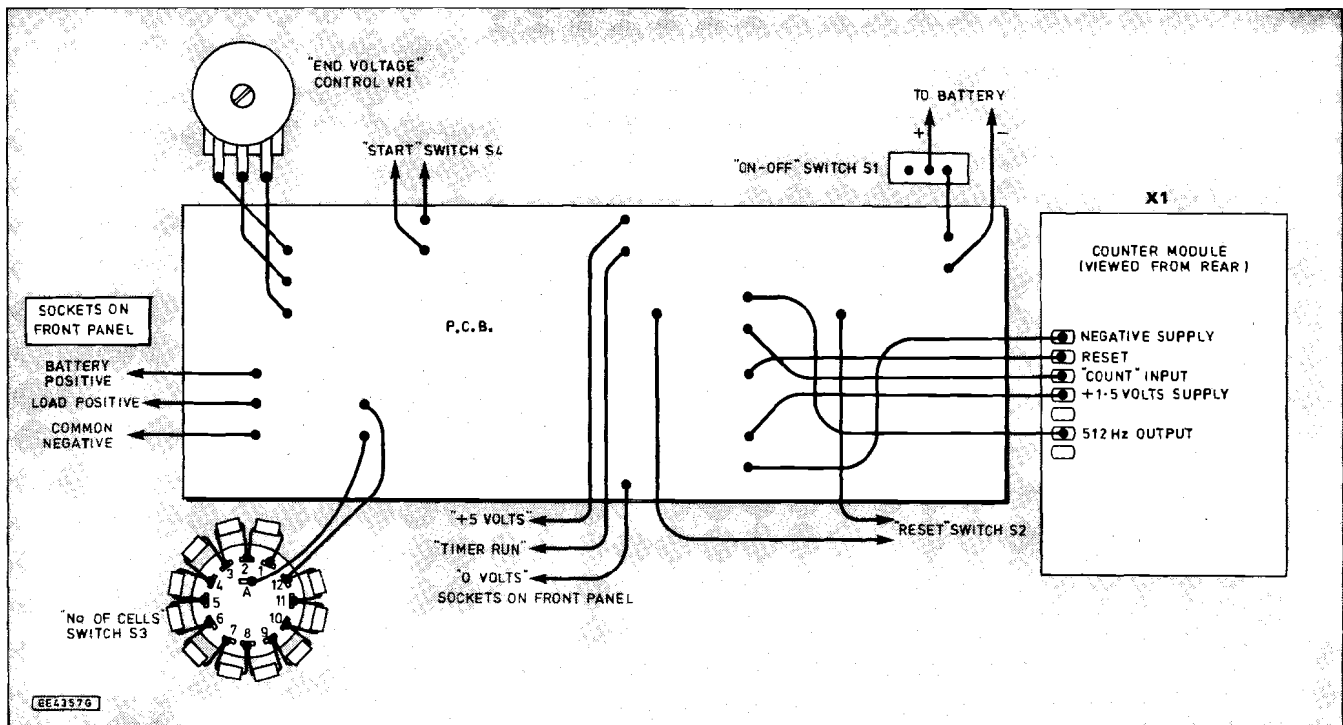 "END VOLTAGE"
CONTROL VR1
"START" SWITCH S4
TO BATTERY
+
−
"ON-OFF" SWITCH S1
X1
COUNTER MODULE
(VIEWED FROM REAR)
SOCKETS ON
FRONT PANEL
P.C.B.
BATTERY
POSITIVE
LOAD POSITIVE
COMMON
NEGATIVE
NEGATIVE SUPPLY
RESET
"COUNT" INPUT
+1·5 VOLTS SUPPLY
512 Hz OUTPUT
"+5 VOLTS"
"TIMER RUN"
"0 VOLTS"
SOCKETS ON FRONT PANEL
"RESET" SWITCH S2
"No OF CELLS"
SWITCH S3
1
2
3
4
5
6
7
8
9
10
11
12
A
EE4357G